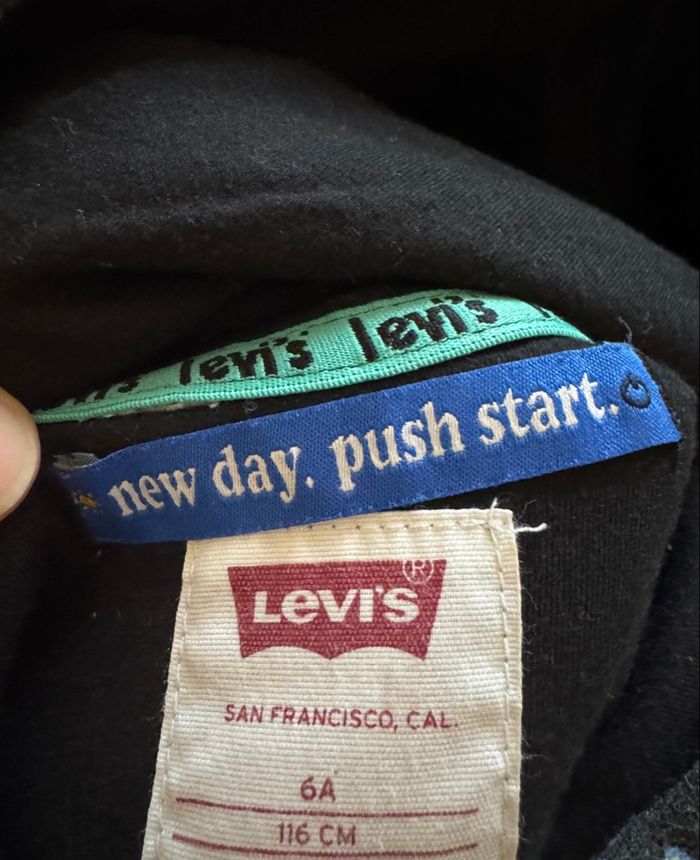 levi's levi's
new day. push start.
LEVI'S®
SAN FRANCISCO, CAL.
6A
116 CM